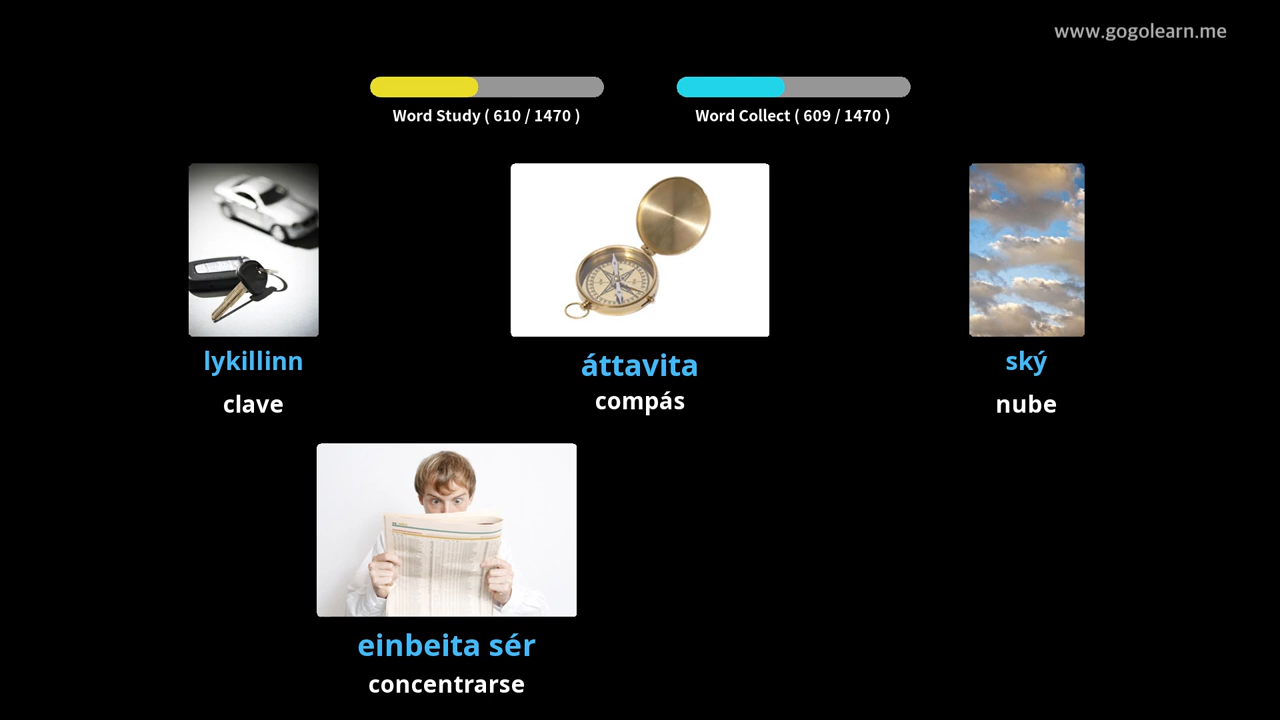 www.gogolearn.me
Word Study ( 610 / 1470 )
Word Collect ( 609 / 1470 )
lykillinn
clave
áttavita
compás
ský
nube
einbeita sér
concentrarse